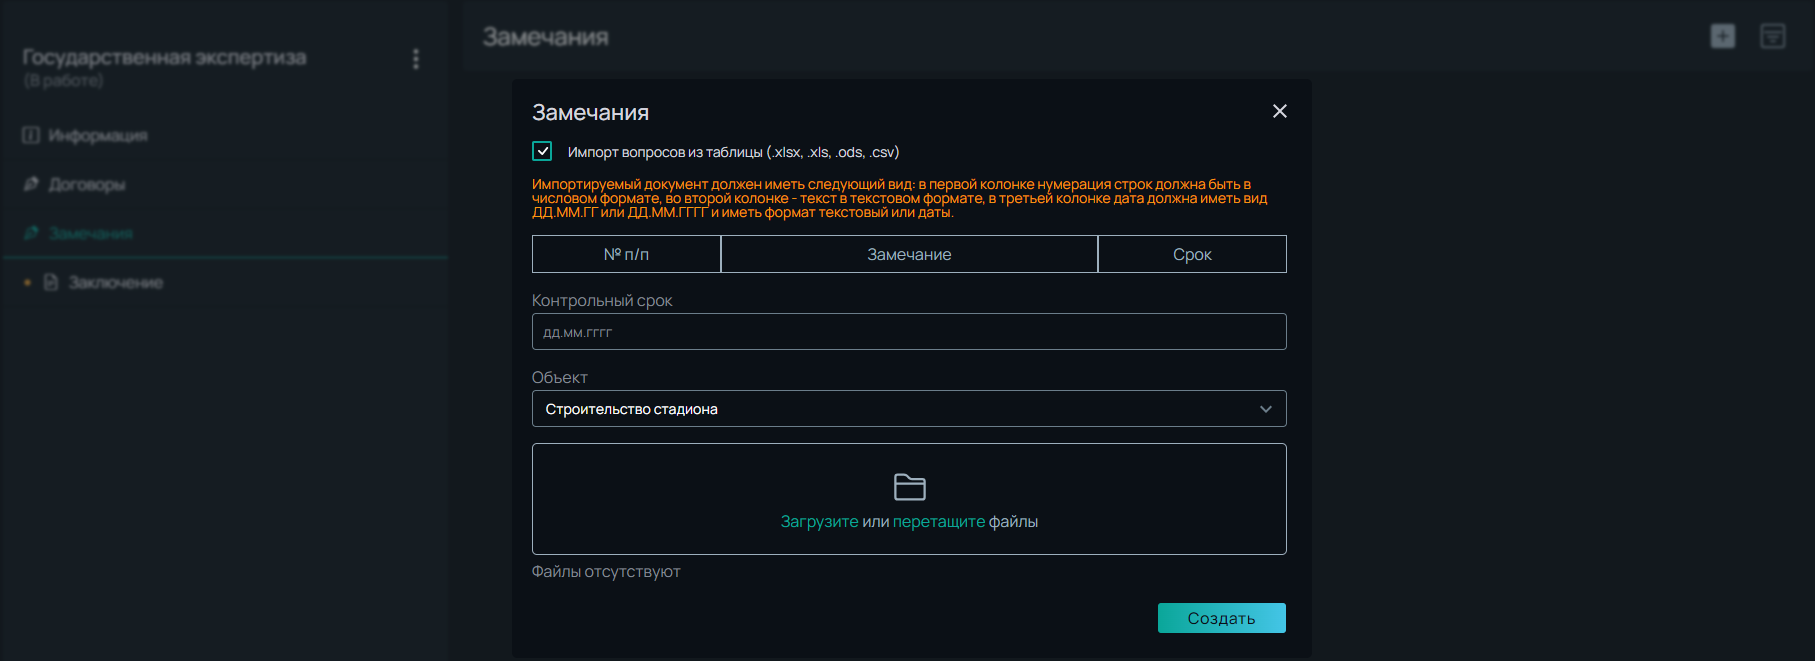 Государственная экспертиза
(В работе)
Информация
Договоры
Замечания
Заключение
Замечания
Замечания
Импорт вопросов из таблицы (.xlsx, .xls, .ods, .csv)
Импортируемый документ должен иметь следующий вид: в первой колонке нумерация строк должна быть в
числовом формате, во второй колонке - текст в текстовом формате, в третьей колонке дата должна иметь вид
ДД.ММ.ГГ или ДД.ММ.ГГГГ и иметь формат текстовый или даты.
№ п/п Замечание Срок
Контрольный срок
дд.мм.гггг
Объект
Строительство стадиона
Загрузите или перетащите файлы
Файлы отсутствуют
Создать